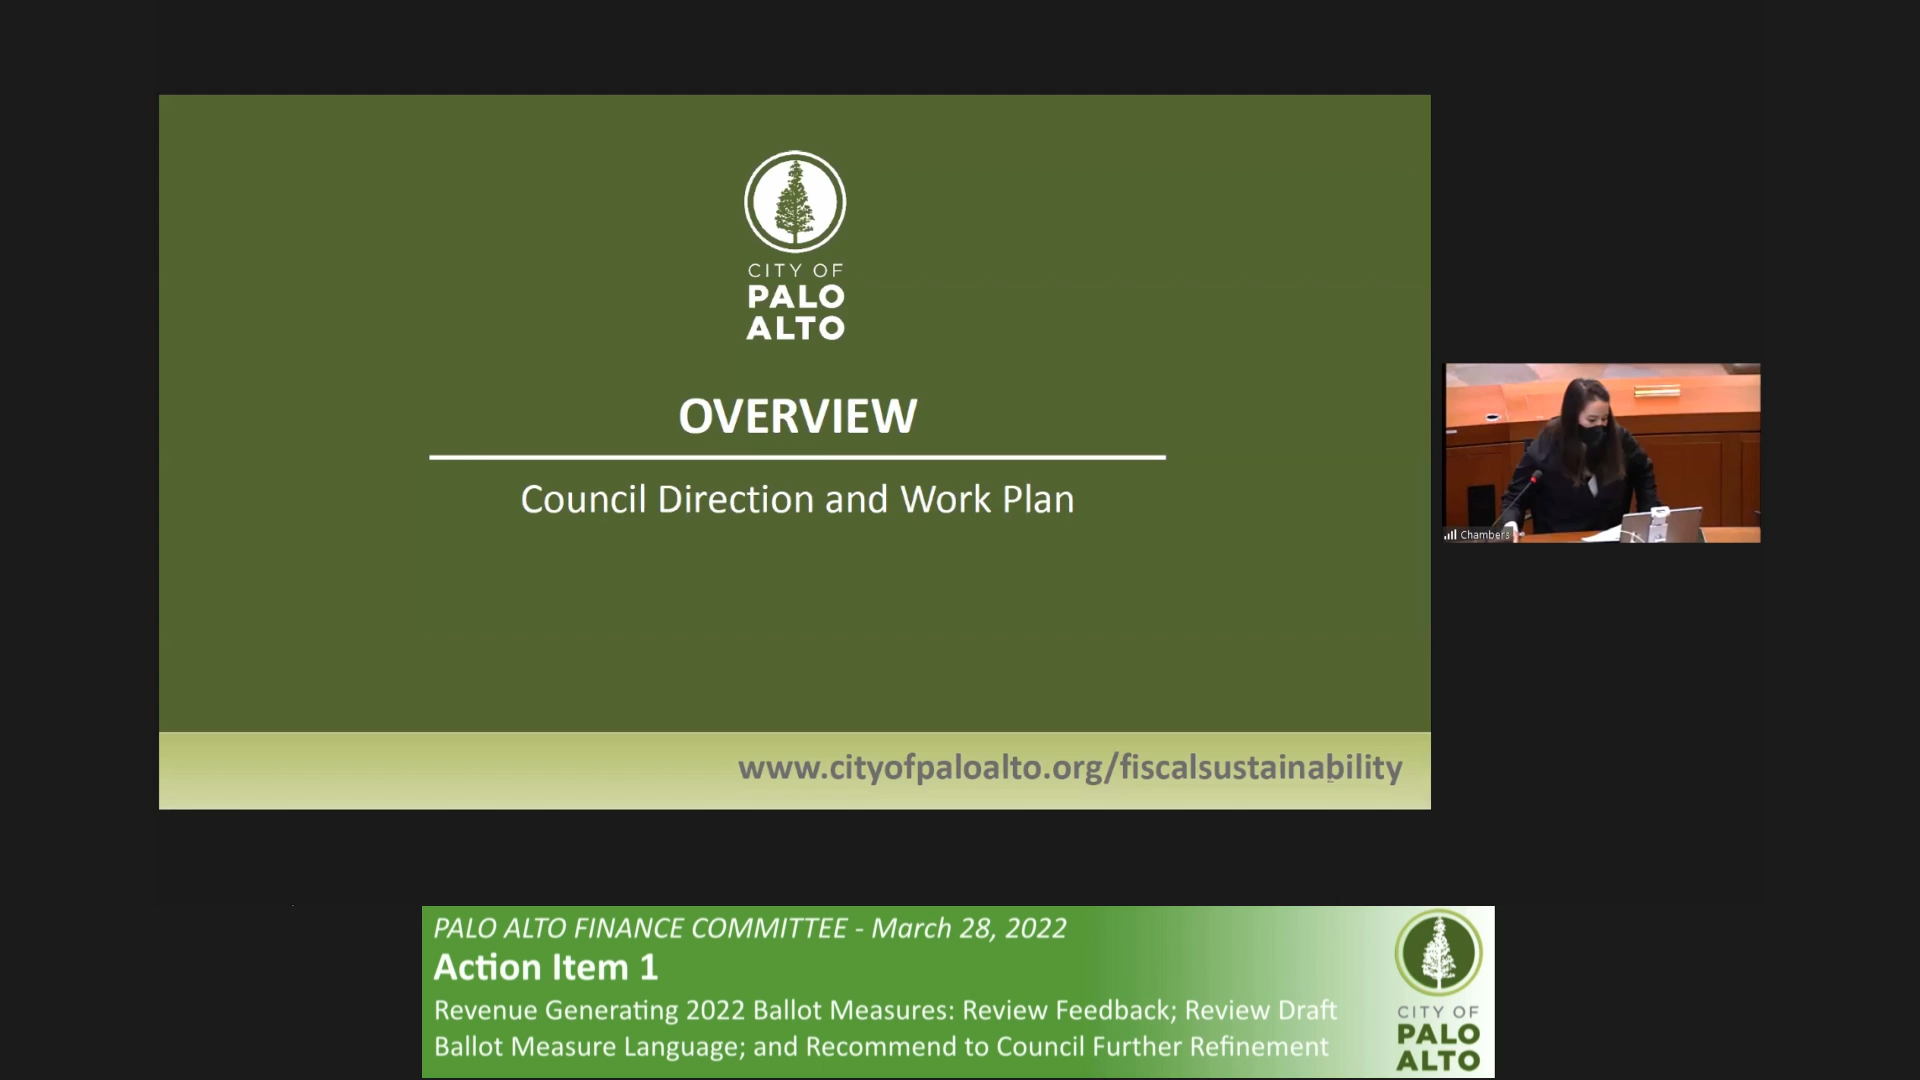 CITY OF
PALO
ALTO
OVERVIEW
Council Direction and Work Plan
www.cityofpaloalto.org/fiscalsustainability
Chambers
PALO ALTO FINANCE COMMITTEE - March 28, 2022
Action Item 1
Revenue Generating 2022 Ballot Measures: Review Feedback; Review Draft
Ballot Measure Language; and Recommend to Council Further Refinement
CITY OF
PALO
ALTO